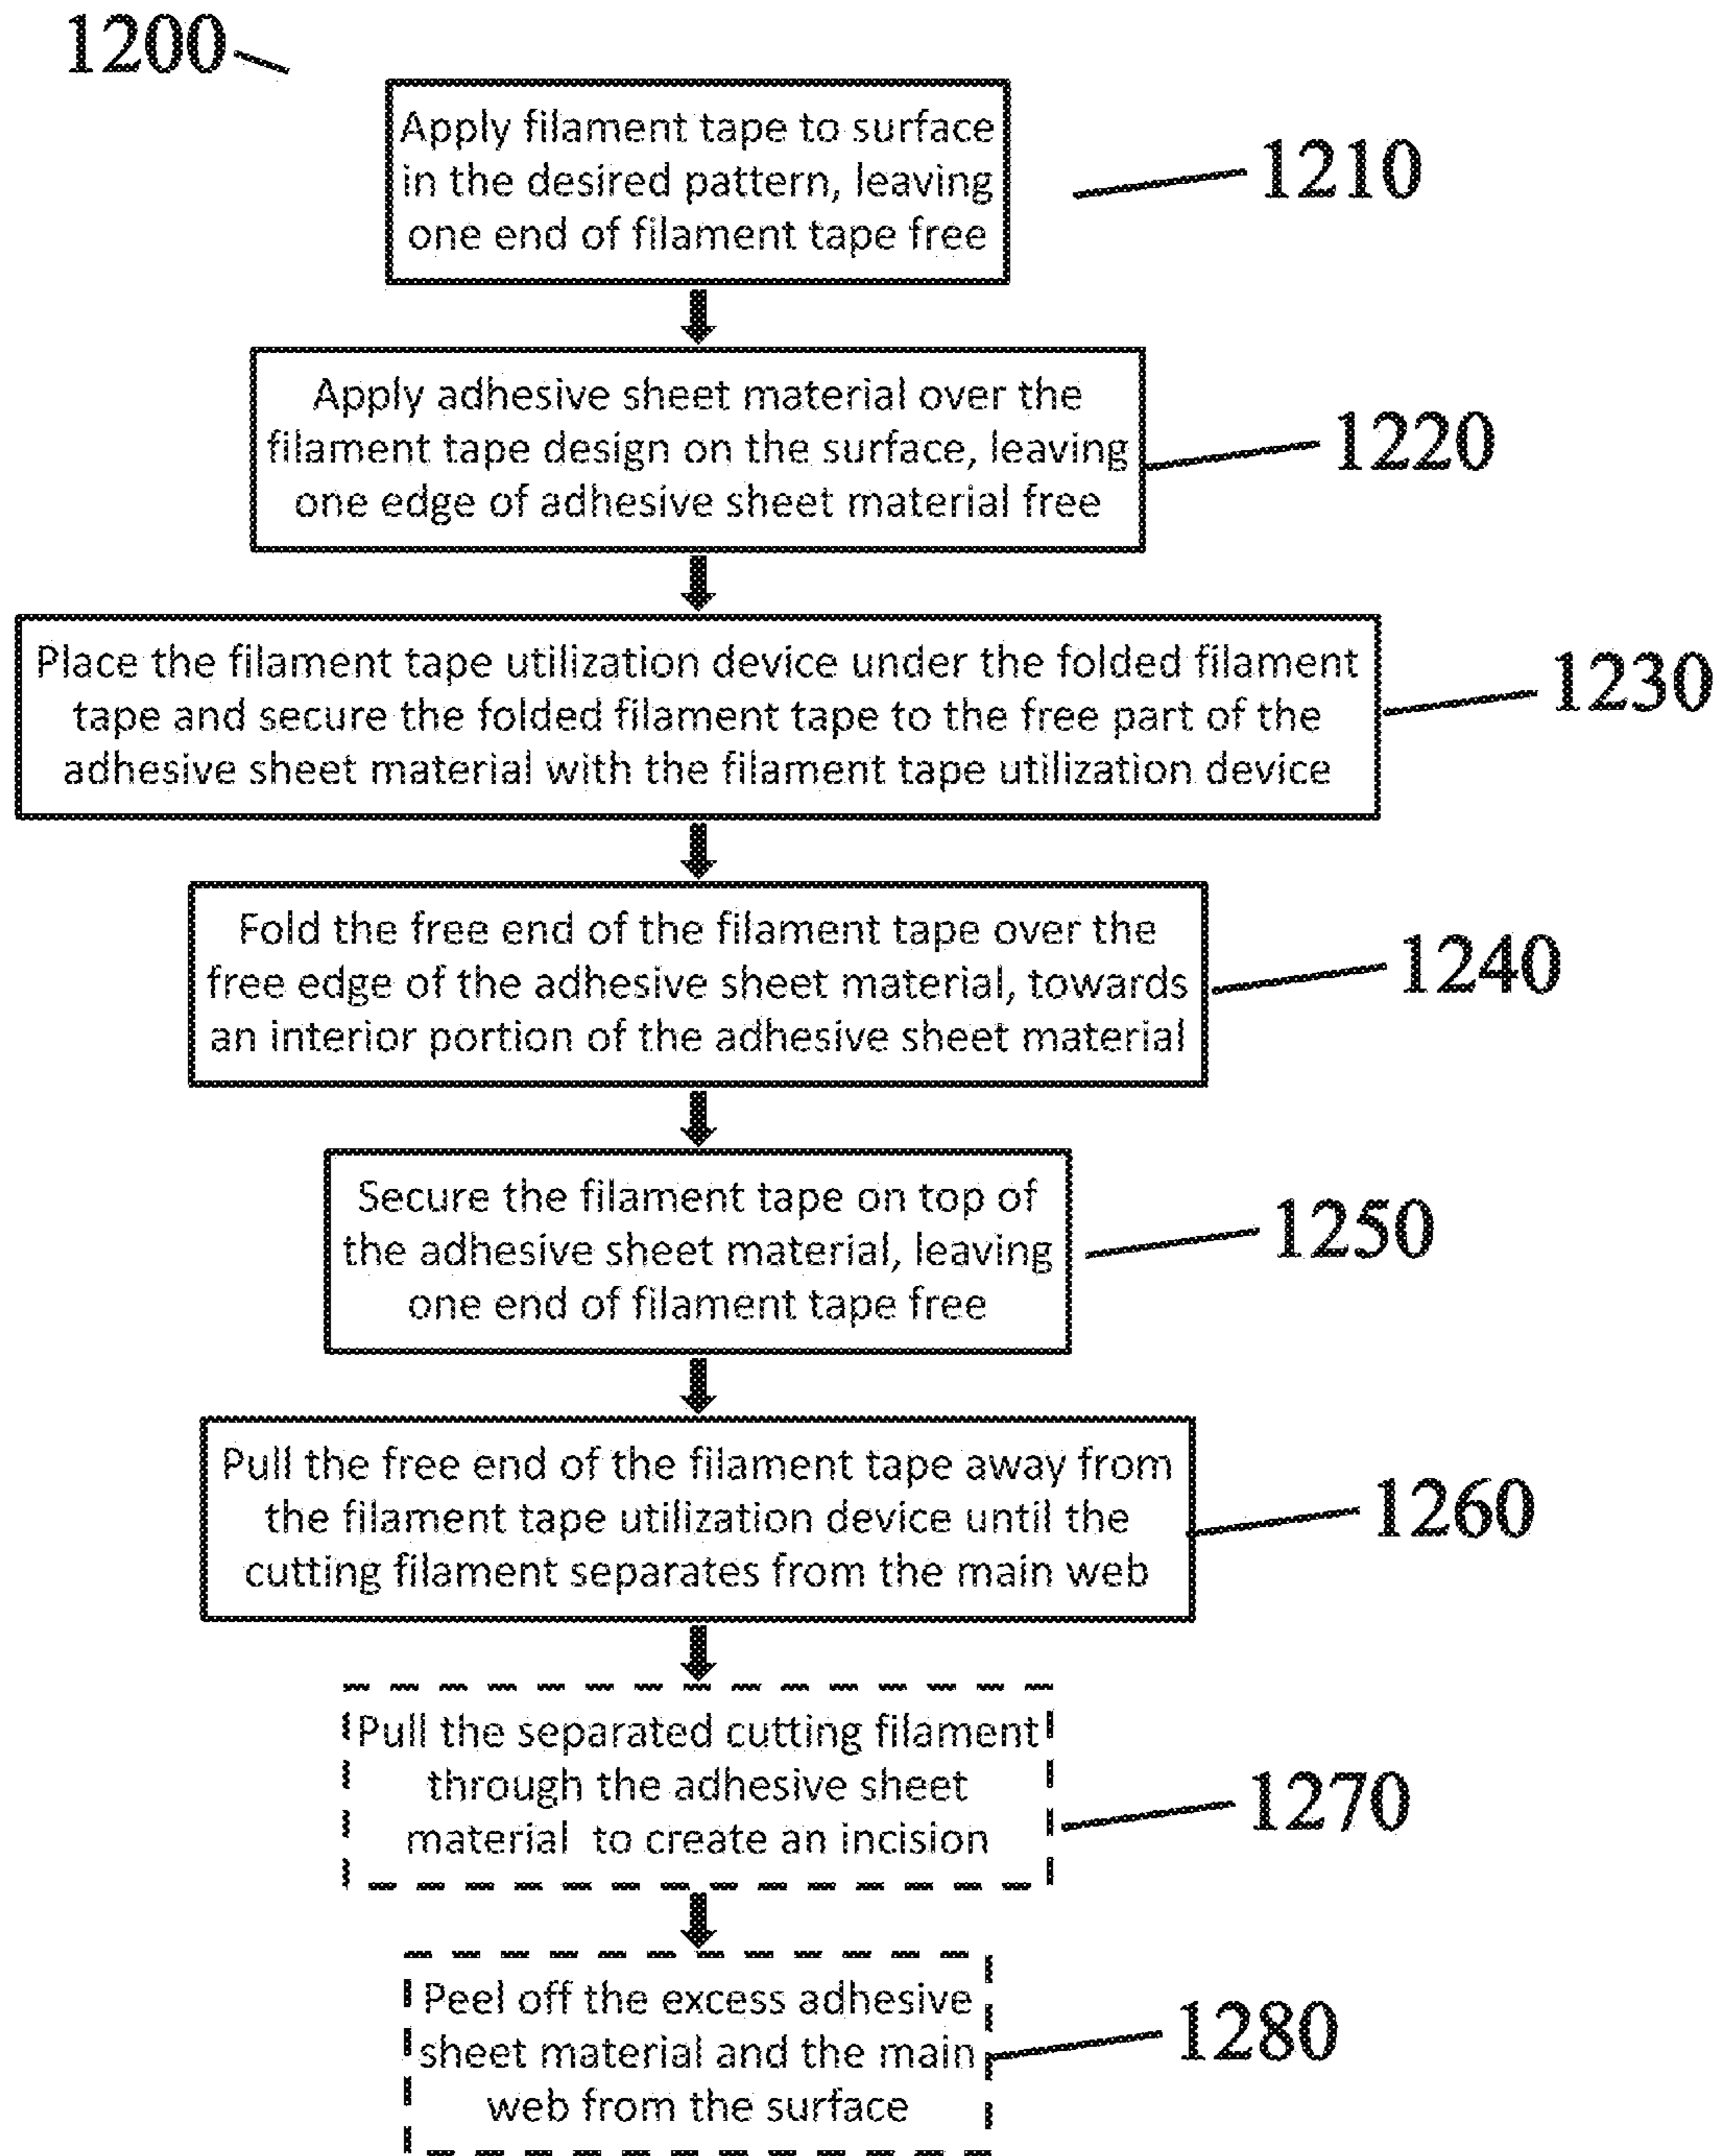 1200
Apply filament tape to surface
in the desired pattern, leaving
one end of filament tape free
1210
Apply adhesive sheet material over the
filament tape design on the surface, leaving
one edge of adhesive sheet material free
1220
Place the filament tape utilization device under the folded filament
tape and secure the folded filament tape to the free part of the
adhesive sheet material with the filament tape utilization device
1230
Fold the free end of the filament tape over the
free edge of the adhesive sheet material, towards
an interior portion of the adhesive sheet material
1240
Secure the filament tape on top of
the adhesive sheet material, leaving
one end of filament tape free
1250
Pull the free end of the filament tape away from
the filament tape utilization device until the
cutting filament separates from the main web
1260
Pull the separated cutting filament
through the adhesive sheet
material to create an incision
1270
Peel off the excess adhesive
sheet material and the main
web from the surface
1280